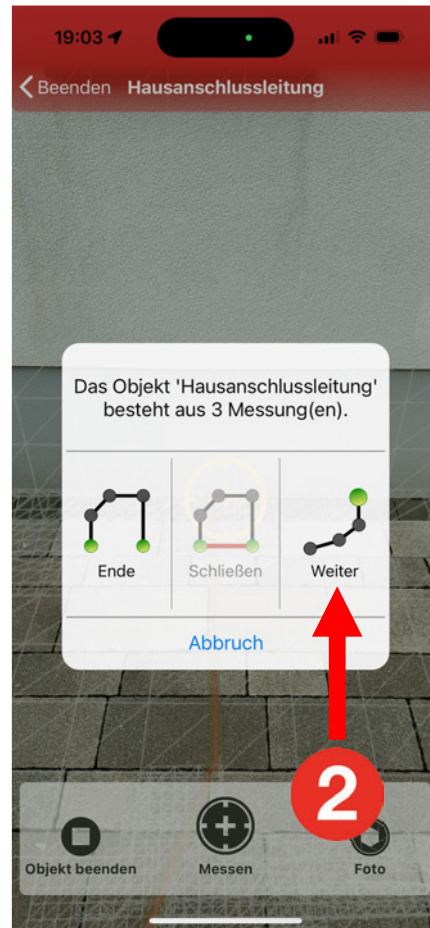 19:03
Beenden Hausanschlussleitung
Das Objekt 'Hausanschlussleitung'
besteht aus 3 Messung(en).
Ende Schließen Weiter
Abbruch
2
Objekt beenden Messen Foto